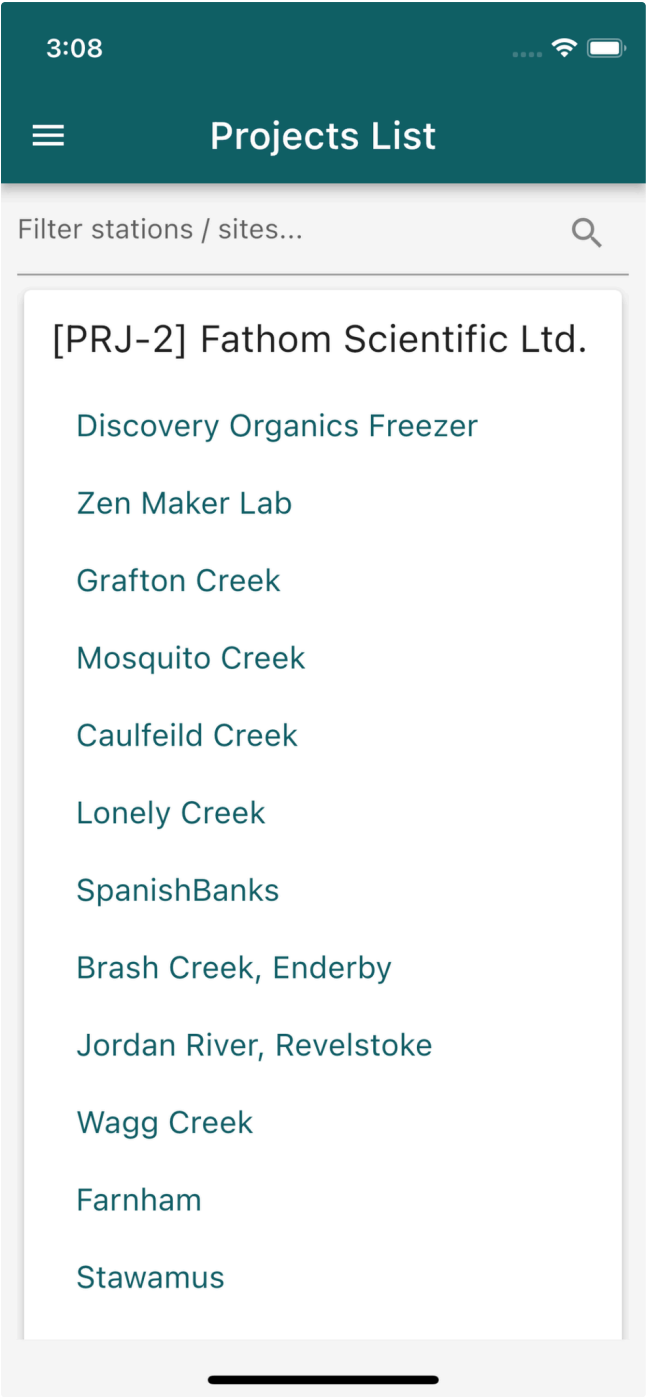 3:08
Projects List
Filter stations / sites...
[PRJ-2] Fathom Scientific Ltd.
Discovery Organics Freezer
Zen Maker Lab
Grafton Creek
Mosquito Creek
Caulfeild Creek
Lonely Creek
SpanishBanks
Brash Creek, Enderby
Jordan River, Revelstoke
Wagg Creek
Farnham
Stawamus